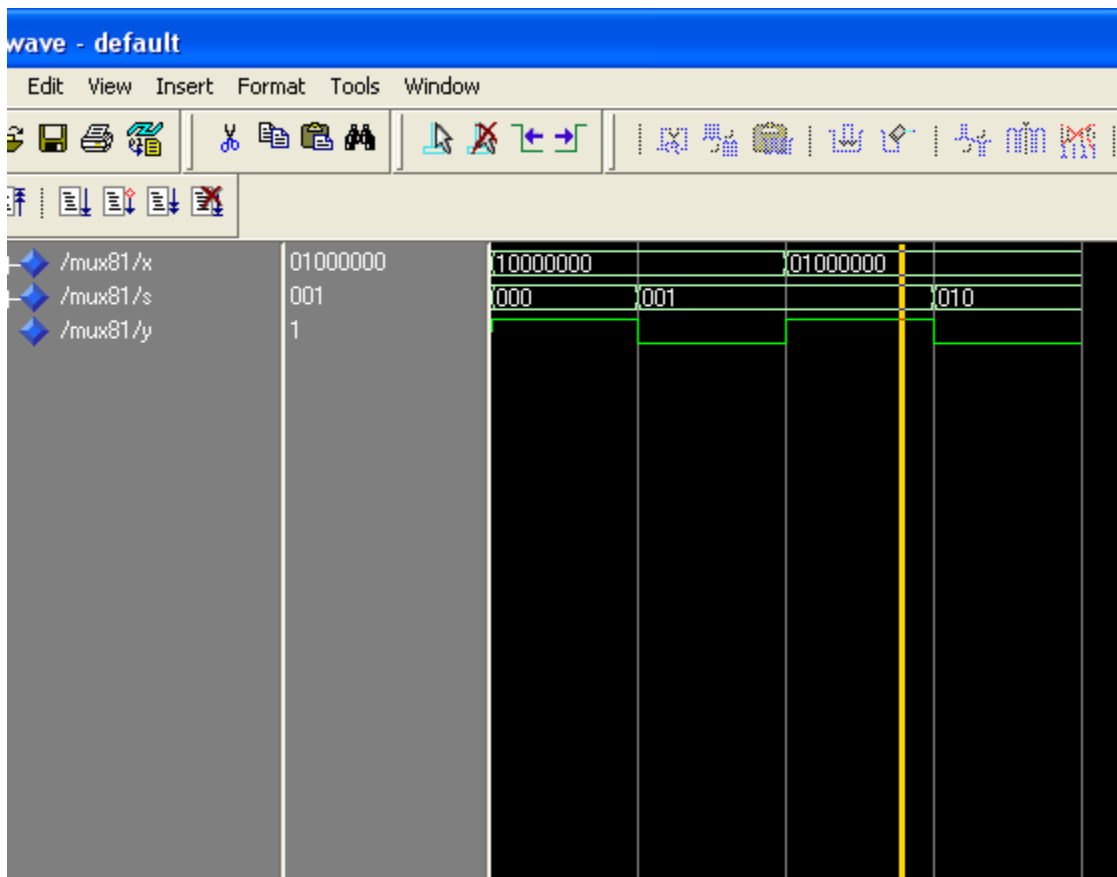 wave - default
Edit View Insert Format Tools Window
/mux81/x 01000000 10000000 01000000
/mux81/s 001 000 001 010
/mux81/y 1